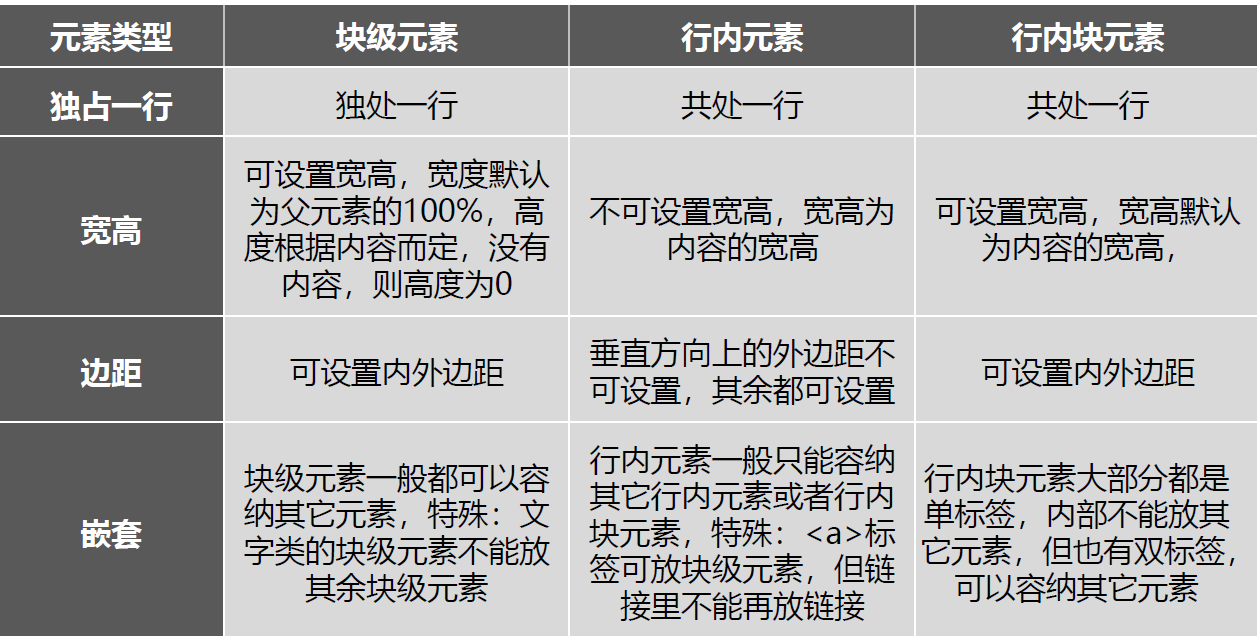 元素类型
块级元素
行内元素
行内块元素
独占一行
独处一行
共处一行
共处一行
宽高
可设置宽高，宽度默认
为父元素的100%，高
度根据内容而定，没有
内容，则高度为0
不可设置宽高，宽高为
内容的宽高
可设置宽高，宽高默认
为内容的宽高，
边距
可设置内外边距
垂直方向上的外边距不
可设置，其余都可设置
可设置内外边距
嵌套
块级元素一般都可以容
纳其它元素，特殊：文
字类的块级元素不能放
其余块级元素
行内元素一般只能容纳
其它行内元素或者行内
块元素，特殊：<a>标
签可放块级元素，但链
接里不能再放链接
行内块元素大部分都是
单标签，内部不能放其
它元素，但也有双标签，
可以容纳其它元素